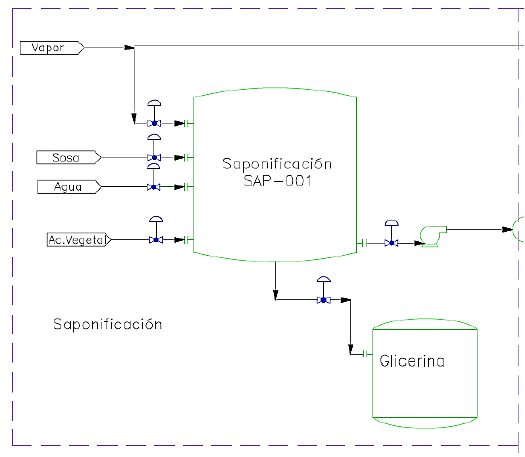 Vapor
Saponificación
SAP-001
Sosa
Agua
Ac.Vegetal
Saponificación
Glicerina